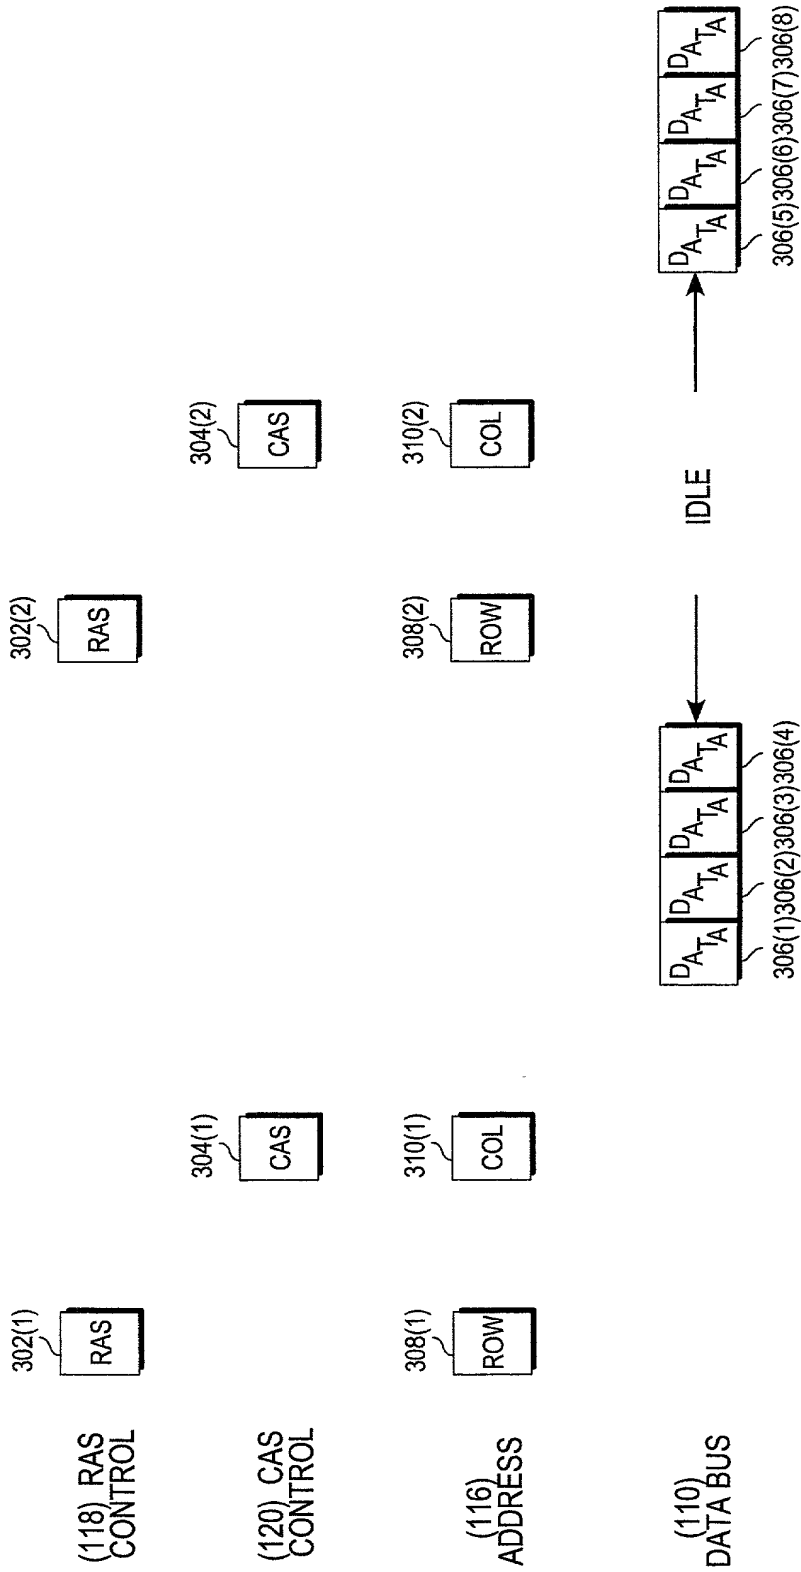 302(1)
302(2)
(118) RAS
CONTROL
RAS
RAS
304(1)
304(2)
(120) CAS
CONTROL
CAS
CAS
308(1)
310(1)
308(2)
310(2)
(116)
ADDRESS
ROW
COL
ROW
COL
(110)
DATA BUS
DATA
DATA
DATA
DATA
IDLE
DATA
DATA
DATA
DATA
306(1)
306(2)
306(3)
306(4)
306(5)
306(6)
306(7)
306(8)